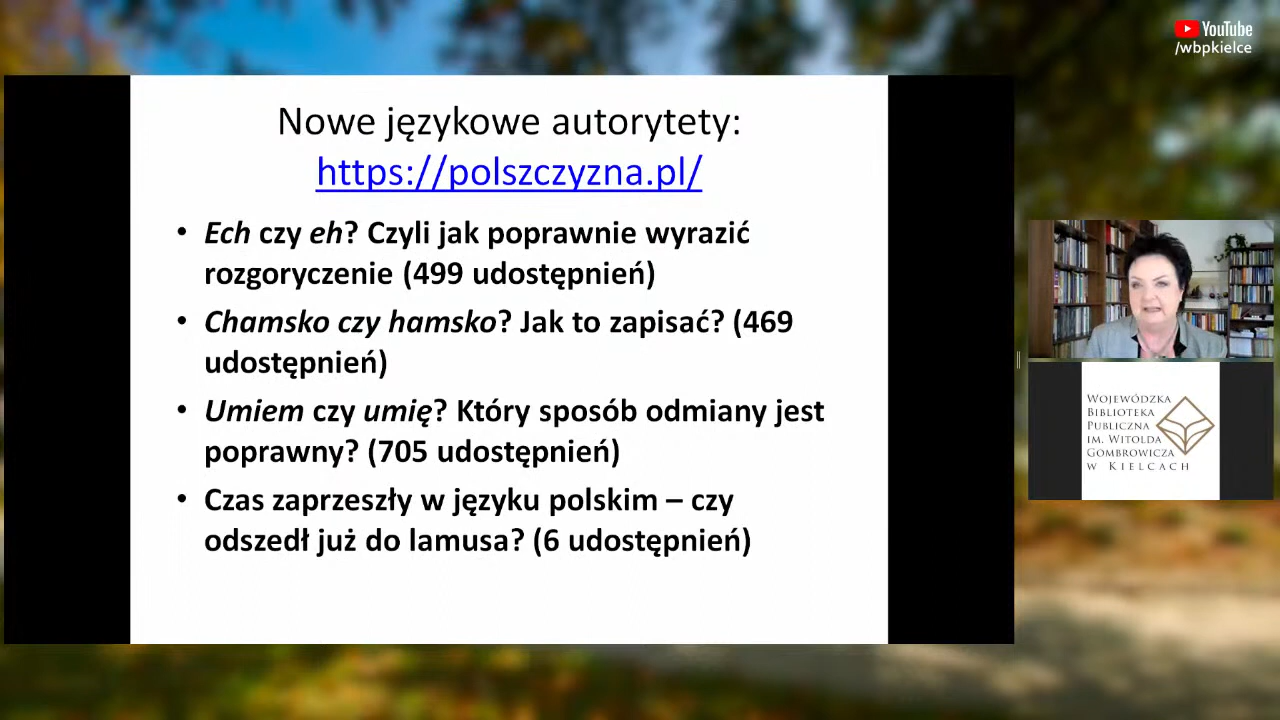 YouTube
/wbpkielce
Nowe językowe autorytety:
https://polszczyzna.pl/
• Ech czy eh? Czyli jak poprawnie wyrazić
rozgoryczenie (499 udostępnień)
• Chamsko czy hamsko? Jak to zapisać? (469
udostępnień)
• Umiem czy umię? Który sposób odmiany jest
poprawny? (705 udostępnień)
• Czas zaprzeszły w języku polskim – czy
odszedł już do lamusa? (6 udostępnień)
WOJEWÓDZKA
BIBLIOTEKA
PUBLICZNA
IM. WITOLDA
GOMBROWICZA
W KIELCACH